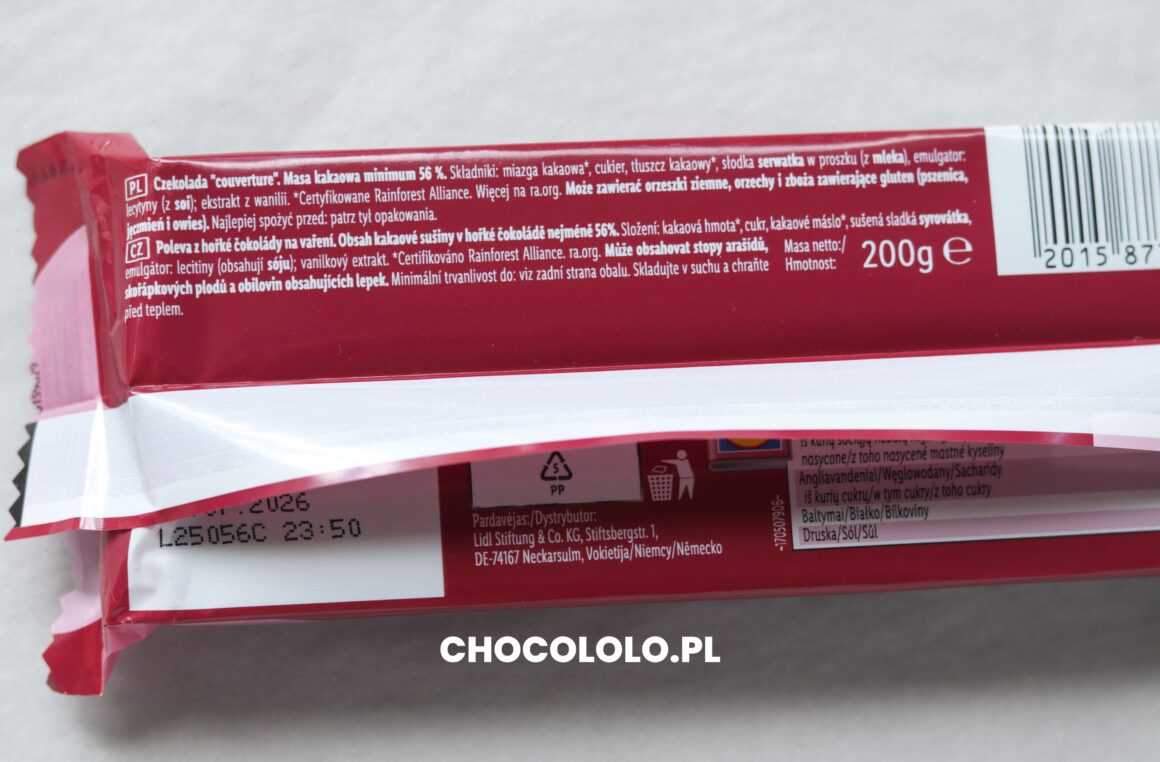 PL Czekolada "couverture". Masa kakaowa minimum 56 %. Składniki: miazga kakaowa*, cukier, tłuszcz kakaowy*, słodka serwatka w proszku (z mleka), emulgator:
lecytyny (z soi); ekstrakt z wanilii. *Certyfikowane Rainforest Alliance. Więcej na ra.org. Może zawierać orzeszki ziemne, orzechy i zboża zawierające gluten (pszenica,
jęczmień i owies). Najlepiej spożyć przed: patrz tył opakowania.
CZ Poleva z hořké čokolády na vaření. Obsah kakaové sušiny v hořké čokoládě nejméně 56%. Složení: kakaová hmota*, cukr, kakaové máslo*, sušená sladká syrovátka,
emulgátor: lecitiny (obsahují sóju); vanilkový extrakt. *Certifikováno Rainforest Alliance. ra.org. Může obsahovat stopy arašídů,
skořápkových plodů a obilovin obsahujících lepek. Minimální trvanlivost do: viz zadní strana obalu. Skladujte v suchu a chraňte
před teplem.
Masa netto:/
Hmotnost:
200g e
2015 87
.2026
L25056C 23:50
5
PP
Pardavėjas:/Dystrybutor:
Lidl Stiftung & Co. KG, Stiftsbergstr. 1,
DE-74167 Neckarsulm, Vokietija/Niemcy/Německo
-17050/906-
iš kurių sočiųjų
nasycone/z toho nasycené mastné kyseliny
Angliavandeniai/Węglowodany/Sacharidy
iš kurių cukrų/w tym cukry/z toho cukry
Baltymai/Białko/Bílkoviny
Druska/Sól/Sůl
CHOCOLOLO.PL